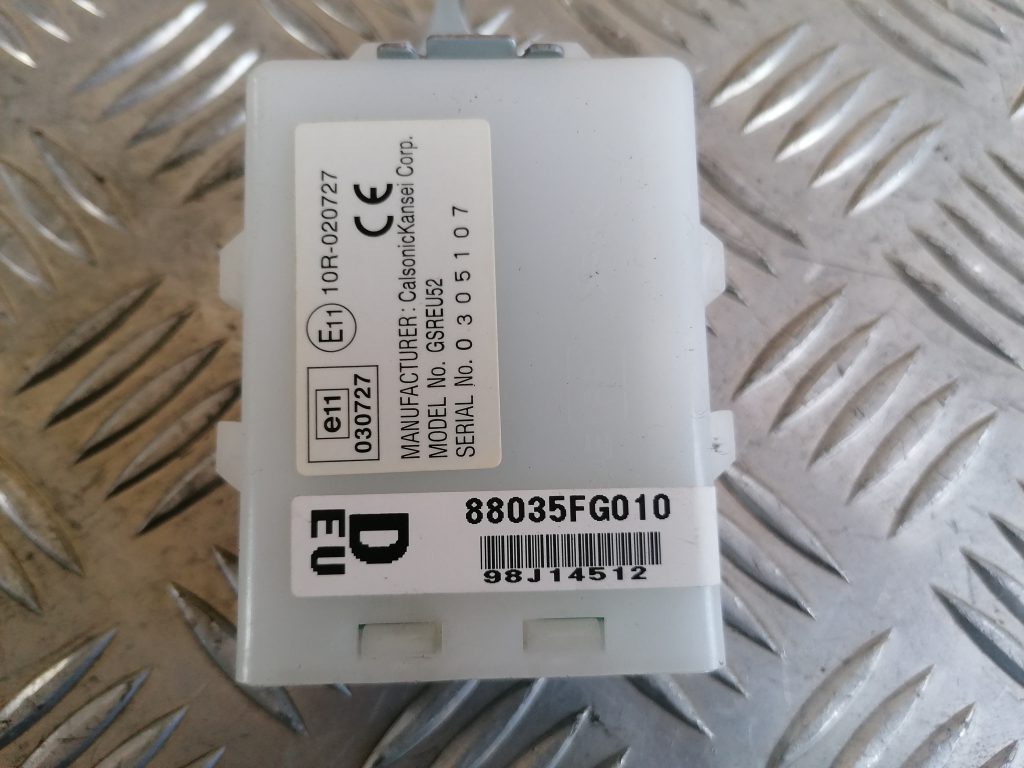 e11
030727
E11 10R-020727
CE
MANUFACTURER : CalsonicKansei Corp.
MODEL No. GSREU52
SERIAL No. 0 3 0 5 1 0 7
D
EU
88035FG010
98J14512